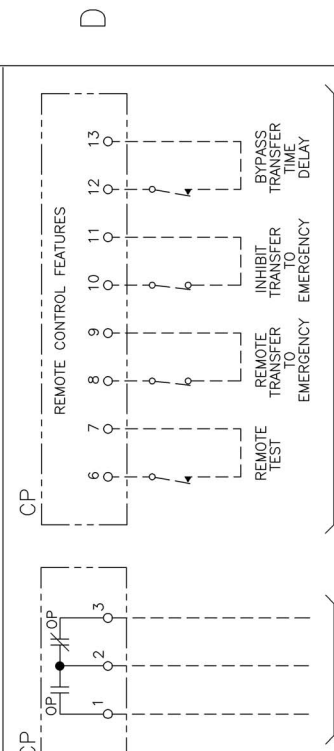 D
CP
REMOTE CONTROL FEATURES
6 7 8 9 10 11 12 13
REMOTE
TEST
REMOTE
TRANSFER
TO
EMERGENCY
INHIBIT
TRANSFER
TO
EMERGENCY
BYPASS
TRANSFER
TIME
DELAY
CP
OP OP
1 2 3